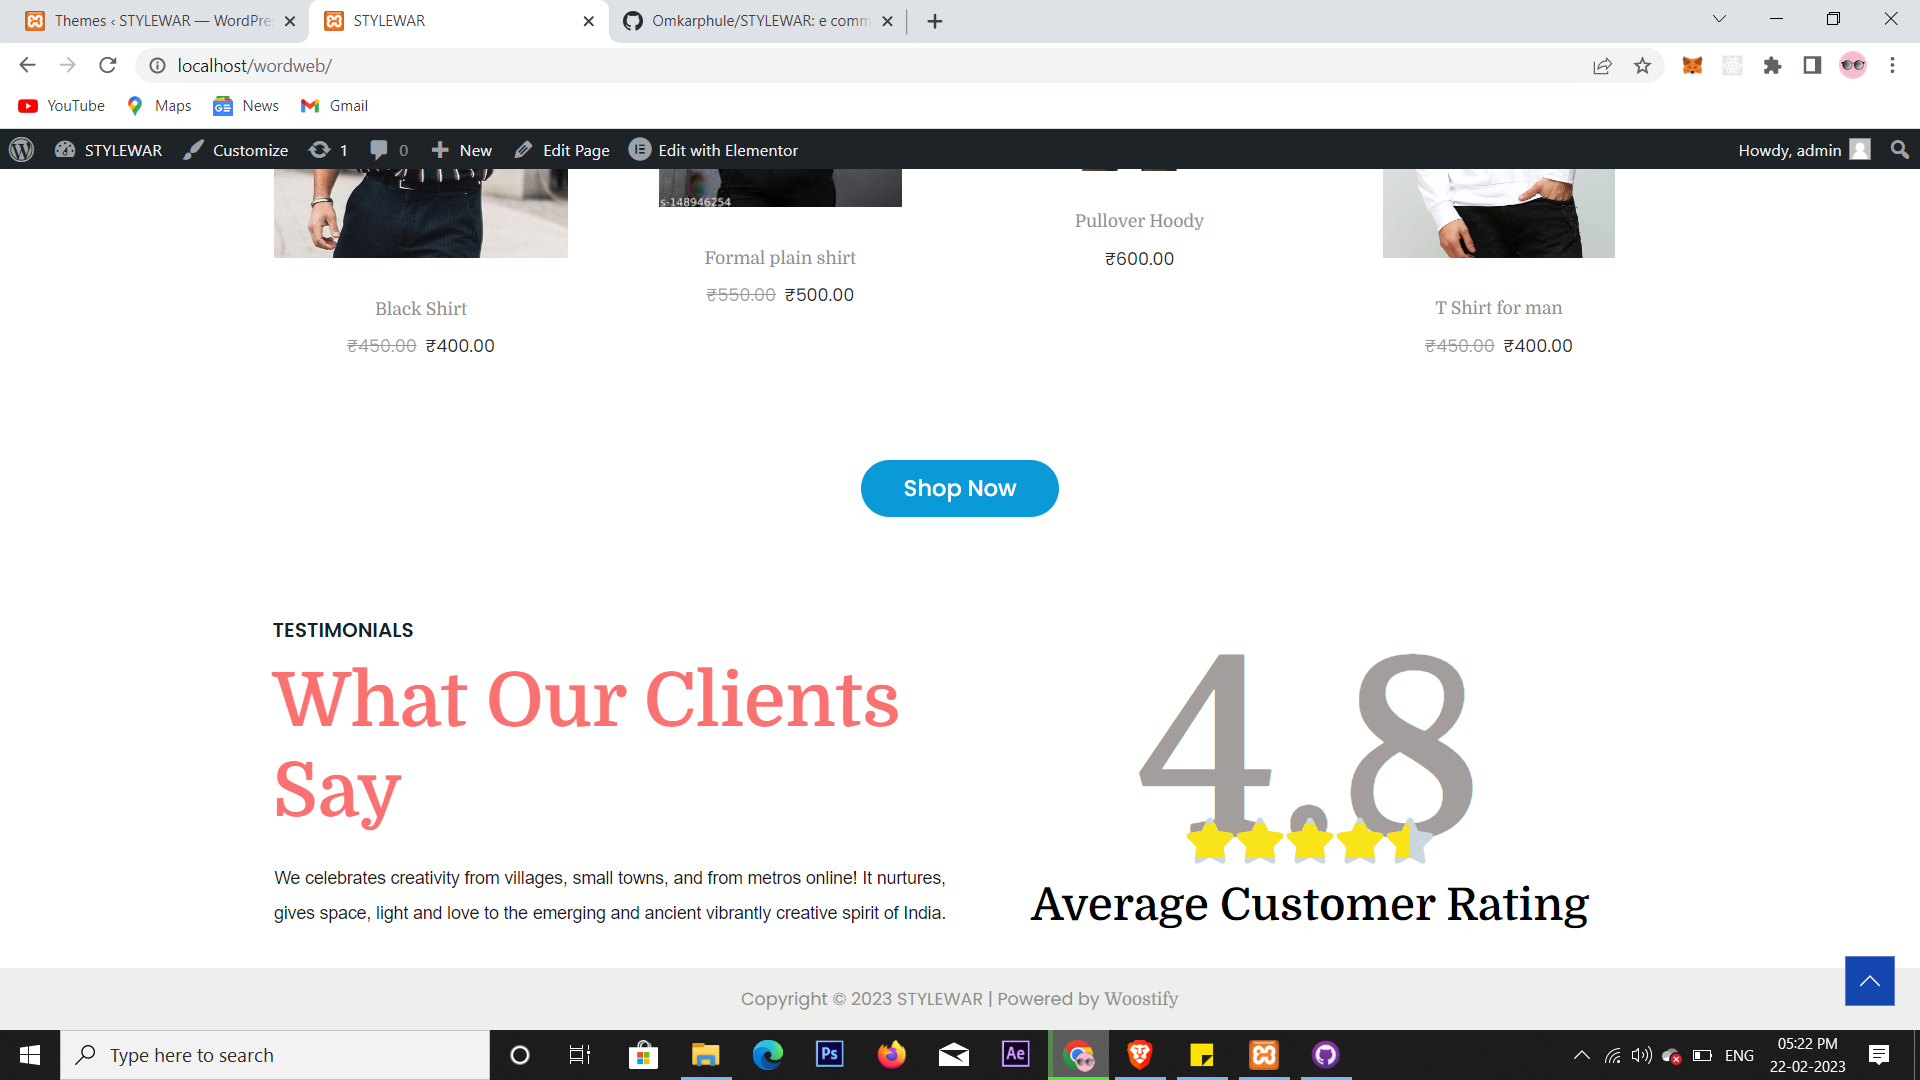 Themes ‹ STYLEWAR — WordPre
STYLEWAR
Omkarphule/STYLEWAR: e comm
localhost/wordweb/
YouTube
Maps
News
Gmail
STYLEWAR
Customize
1
0
New
Edit Page
Edit with Elementor
Howdy, admin
s-148946254
Pullover Hoody
₹600.00
Formal plain shirt
₹550.00 ₹500.00
Black Shirt
₹450.00 ₹400.00
T Shirt for man
₹450.00 ₹400.00
Shop Now
TESTIMONIALS
What Our Clients
Say
We celebrates creativity from villages, small towns, and from metros online! It nurtures,
gives space, light and love to the emerging and ancient vibrantly creative spirit of India.
4.8
Average Customer Rating
Copyright © 2023 STYLEWAR | Powered by Woostify
Type here to search
Ps
Ae
ENG
05:22 PM
22-02-2023